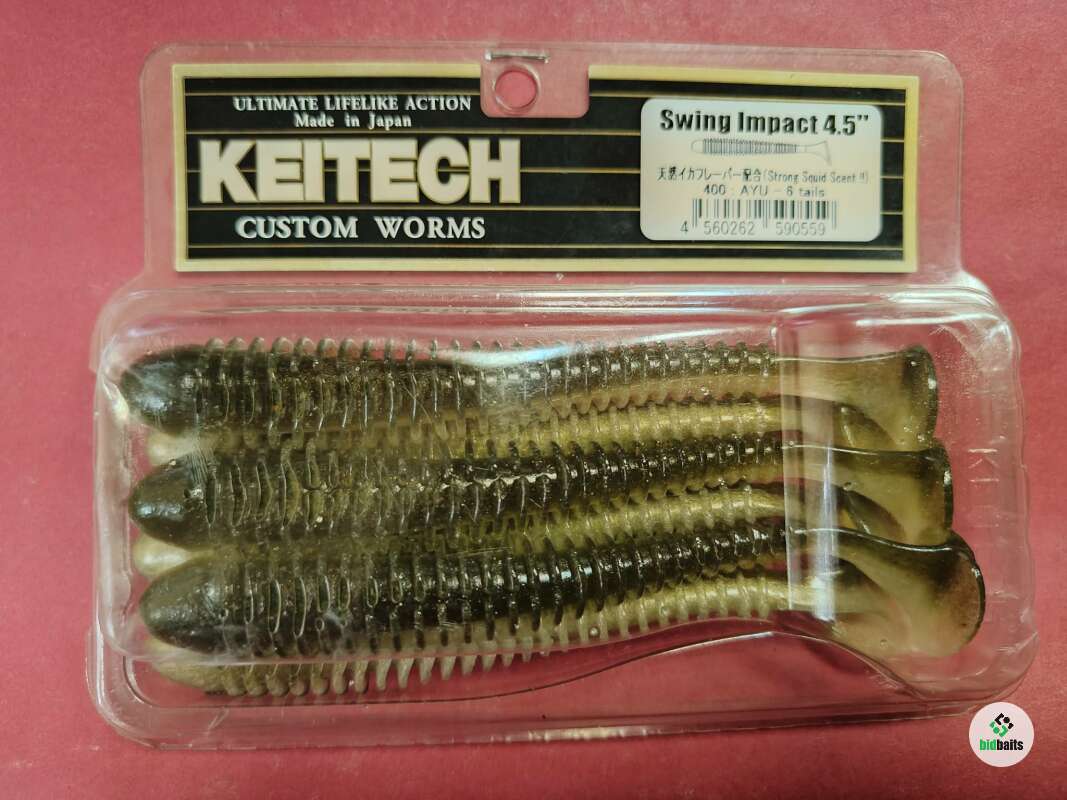 ULTIMATE LIFELIKE ACTION
Made in Japan
KEITECH
CUSTOM WORMS
Swing Impact 4.5"
天然イカフレーバー配合(Strong Squid Scent !!)
400 : AYU - 6 tails
4 560262 590559
bidbaits